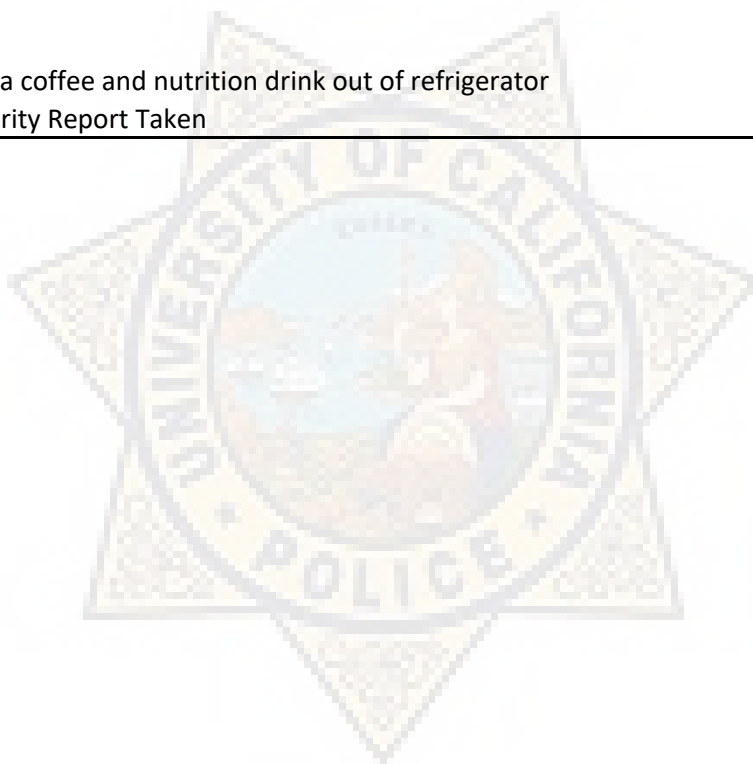 a coffee and nutrition drink out of refrigerator
rity Report Taken
UNIVERSITY OF CALIFORNIA
POLICE